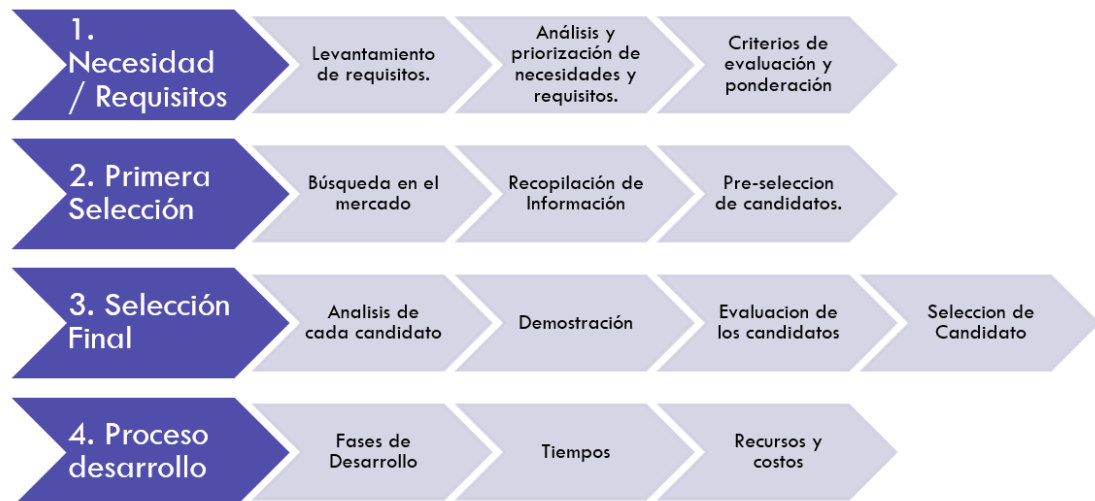 1.
Necesidad
/ Requisitos
Levantamiento
de requisitos.
Análisis y
priorización de
necesidades y
requisitos.
Criterios de
evaluación y
ponderación
2. Primera
Selección
Búsqueda en el
mercado
Recopilación de
Información
Pre-seleccion
de candidatos.
3. Selección
Final
Analisis de
cada candidato
Demostración
Evaluacion de
los candidatos
Seleccion de
Candidato
4. Proceso
desarrollo
Fases de
Desarrollo
Tiempos
Recursos y
costos